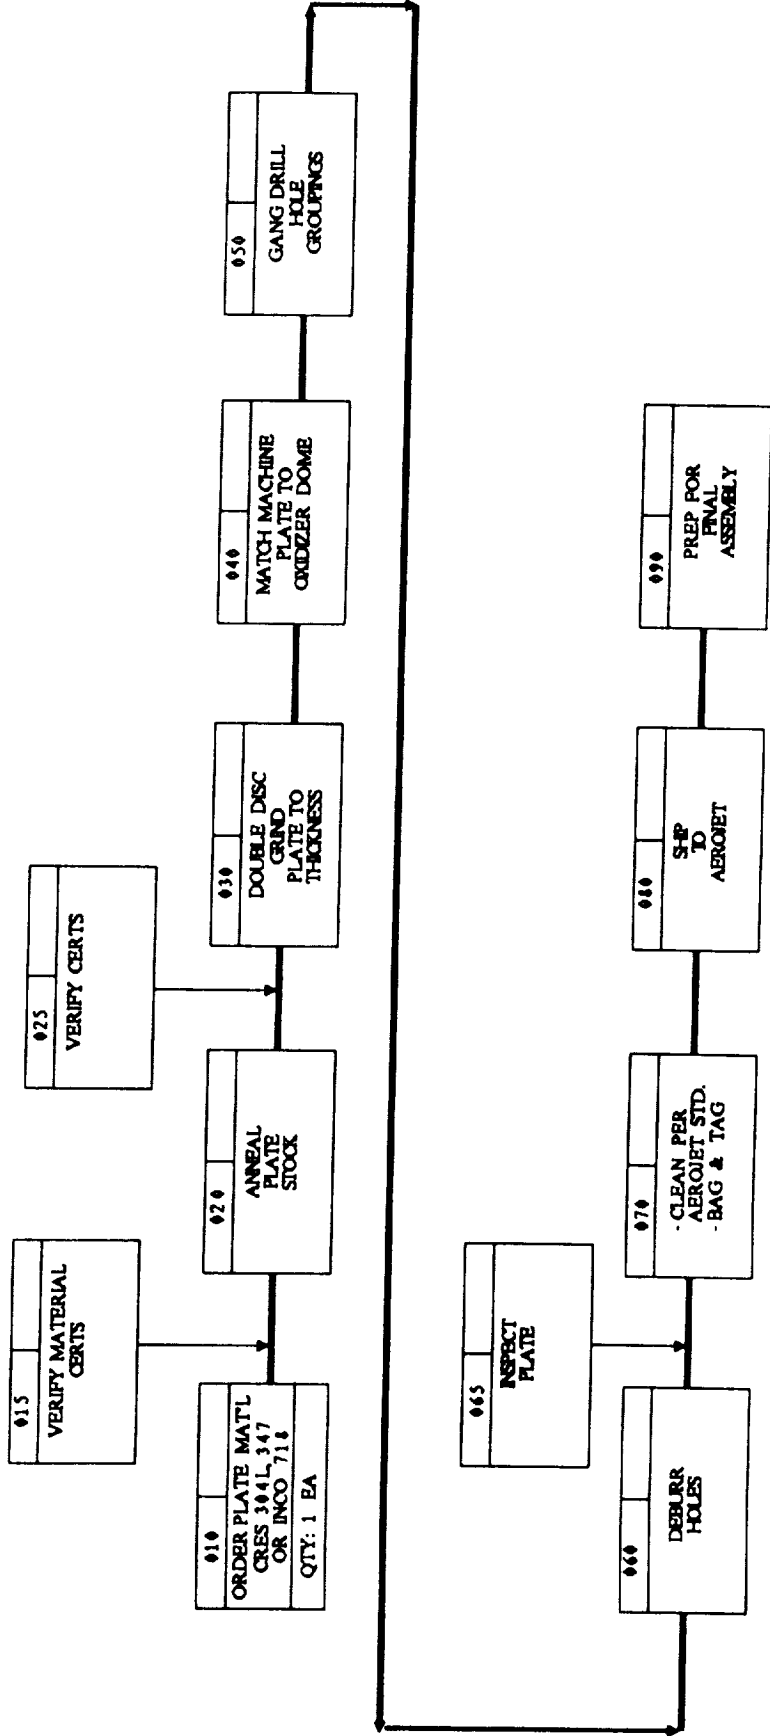 010
ORDER PLATE MAT'L
CRES 304L, 347
OR INCO 718
QTY: 1 EA
015
VERIFY MATERIAL
CERTS
020
ANNEAL
PLATE
STOCK
025
VERIFY CERTS
030
DOUBLE DISC
GRIND
PLATE TO
THICKNESS
040
MATCH MACHINE
PLATE TO
OXIDIZER DOME
050
GANG DRILL
HOLE
GROUPINGS
060
DEBURR
HOLES
065
INSPECT
PLATE
070
- CLEAN PER
AEROJET STD.
- BAG & TAG
080
SHIP
TO
AEROJET
090
PREP FOR
FINAL
ASSEMBLY